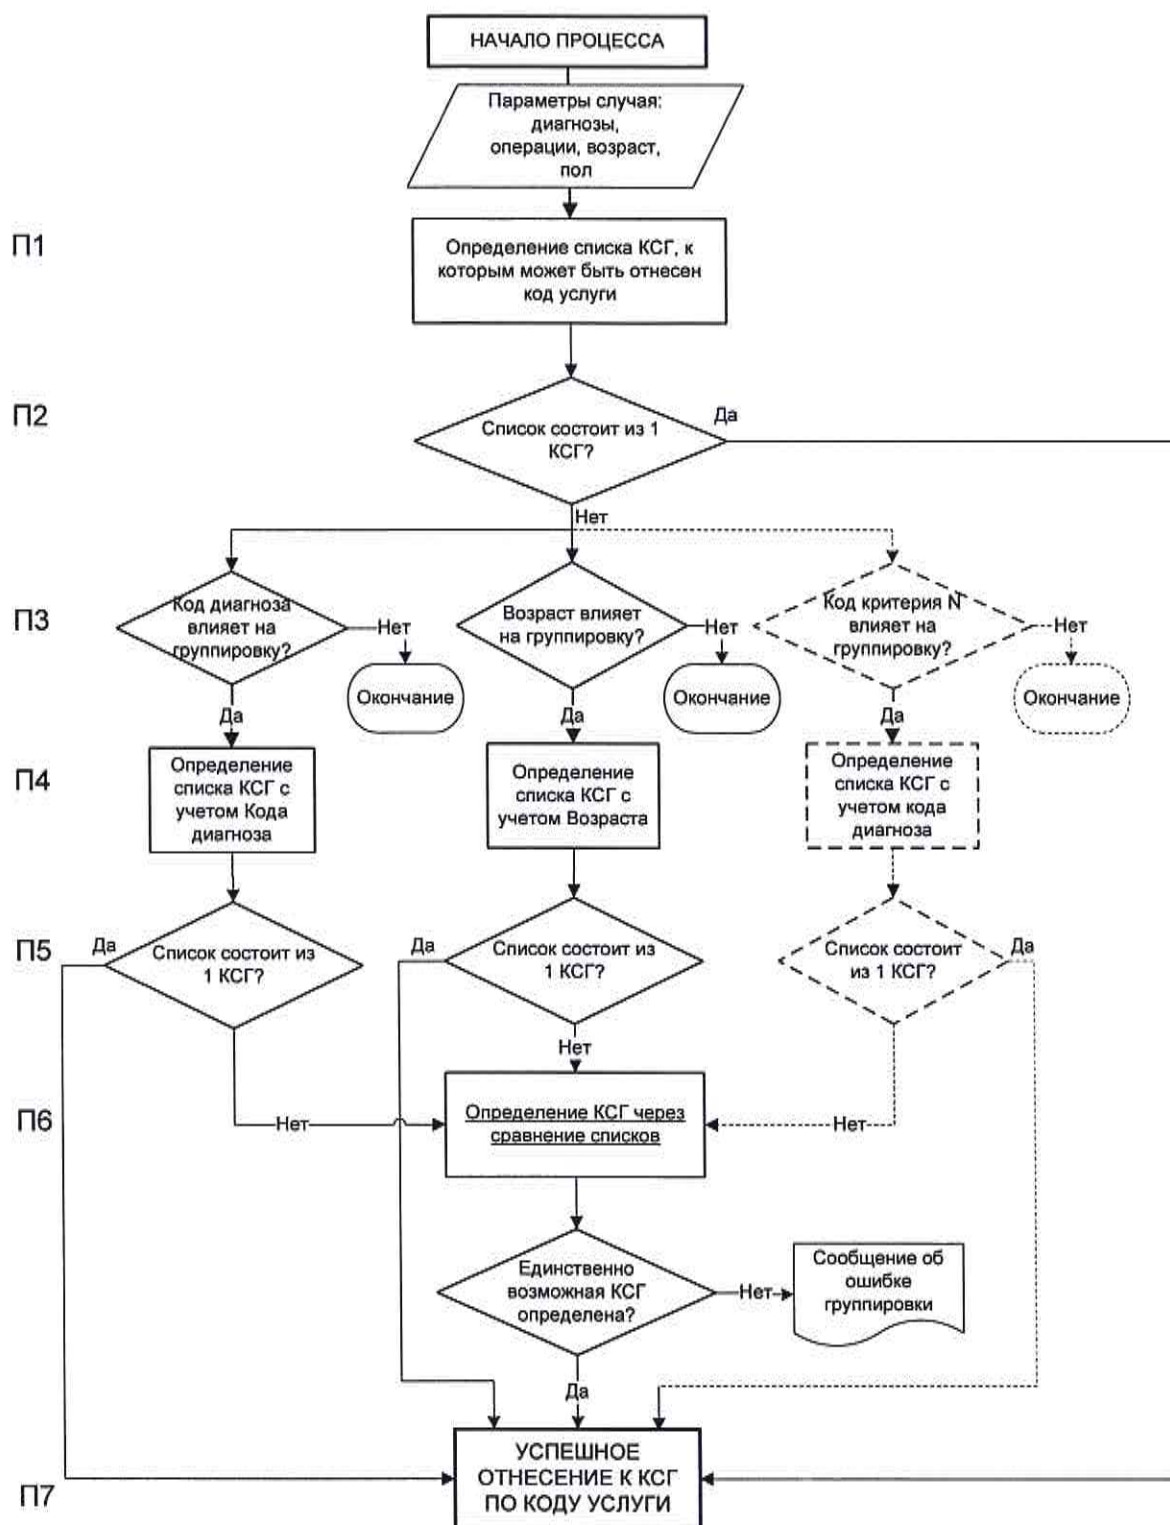 НАЧАЛО ПРОЦЕССА
Параметры случая:
диагнозы,
операции, возраст,
пол
П1
Определение списка КСГ, к
которым может быть отнесен
код услуги
П2
Список состоит из 1
КСГ?
Да
Нет
П3
Код диагноза
влияет на
группировку?
Нет
Окончание
Да
Возраст влияет
на группировку?
Нет
Окончание
Да
Код критерия N
влияет на
группировку?
Нет
Окончание
Да
П4
Определение
списка КСГ с
учетом Кода
диагноза
Определение
списка КСГ с
учетом Возраста
Определение
списка КСГ с
учетом кода
диагноза
П5
Да
Список состоит из
1 КСГ?
Да
Список состоит из
1 КСГ?
Список состоит
из 1 КСГ?
Да
Нет
П6
Нет
Определение КСГ через
сравнение списков
Нет
Единственно
возможная КСГ
определена?
Нет
Сообщение об
ошибке
группировки
Да
П7
УСПЕШНОЕ
ОТНЕСЕНИЕ К КСГ
ПО КОДУ УСЛУГИ